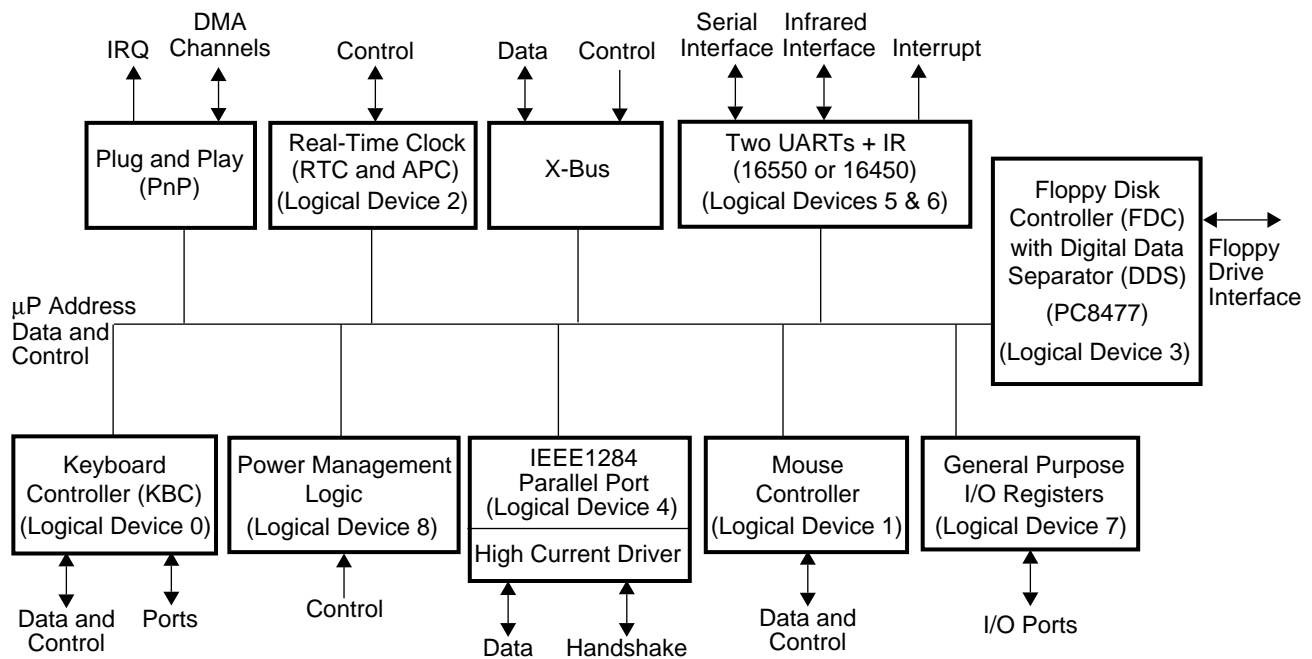 IRQ
DMA
Channels
Control
Data
Control
Serial
Interface
Infrared
Interface
Interrupt
Plug and Play
(PnP)
Real-Time Clock
(RTC and APC)
(Logical Device 2)
X-Bus
Two UARTs + IR
(16550 or 16450)
(Logical Devices 5 & 6)
Floppy Disk
Controller (FDC)
with Digital Data
Separator (DDS)
(PC8477)
(Logical Device 3)
Floppy
Drive
Interface
µP Address
Data and
Control
Keyboard
Controller (KBC)
(Logical Device 0)
Power Management
Logic
(Logical Device 8)
IEEE1284
Parallel Port
(Logical Device 4)
High Current Driver
Mouse
Controller
(Logical Device 1)
General Purpose
I/O Registers
(Logical Device 7)
Data and
Control
Ports
Control
Data
Handshake
Data and
Control
I/O Ports